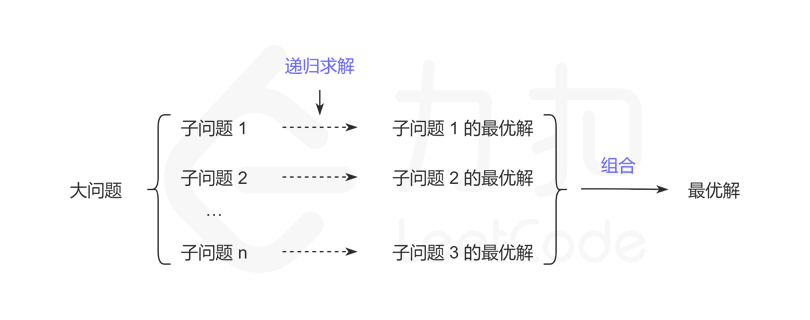 递归求解
子问题 1
子问题 1 的最优解
组合
子问题 2
子问题 2 的最优解
大问题
最优解
...
子问题 n
子问题 3 的最优解
力扣
LeetCode